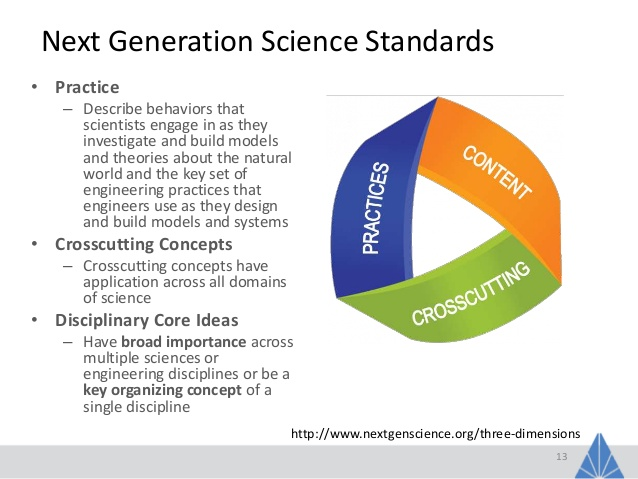 Next Generation Science Standards
• Practice
– Describe behaviors that
scientists engage in as they
investigate and build models
and theories about the natural
world and the key set of
engineering practices that
engineers use as they design
and build models and systems
• Crosscutting Concepts
– Crosscutting concepts have
application across all domains
of science
• Disciplinary Core Ideas
– Have broad importance across
multiple sciences or
engineering disciplines or be a
key organizing concept of a
single discipline
PRACTICES
CONTENT
CROSSCUTTING
http://www.nextgenscience.org/three-dimensions
13